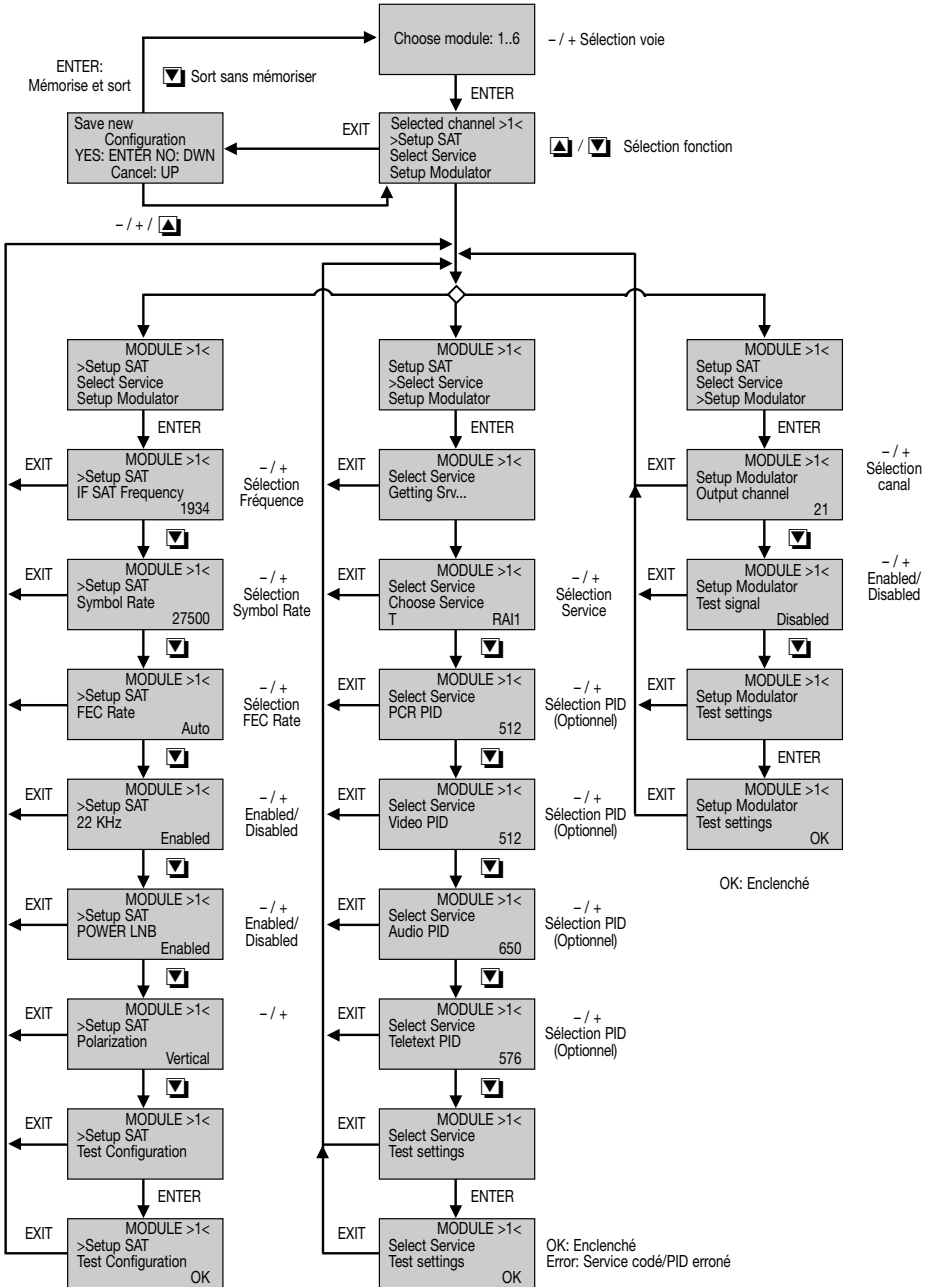 Choose module: 1..6
– / + Sélection voie
ENTER:
Mémorise et sort
▼ Sort sans mémoriser
ENTER
Save new
Configuration
YES: ENTER NO: DWN
Cancel: UP
EXIT
Selected channel >1<
>Setup SAT
Select Service
Setup Modulator
▲ / ▼ Sélection fonction
– / + / ▲
MODULE >1<
>Setup SAT
Select Service
Setup Modulator
ENTER
EXIT
MODULE >1<
>Setup SAT
IF SAT Frequency
1934
– / +
Sélection
Fréquence
▼
EXIT
MODULE >1<
>Setup SAT
Symbol Rate
27500
– / +
Sélection
Symbol Rate
▼
EXIT
MODULE >1<
>Setup SAT
FEC Rate
Auto
– / +
Sélection
FEC Rate
▼
EXIT
MODULE >1<
>Setup SAT
22 KHz
Enabled
– / +
Enabled/
Disabled
▼
EXIT
MODULE >1<
>Setup SAT
POWER LNB
Enabled
– / +
Enabled/
Disabled
▼
EXIT
MODULE >1<
>Setup SAT
Polarization
Vertical
– / +
▼
EXIT
MODULE >1<
>Setup SAT
Test Configuration
ENTER
EXIT
MODULE >1<
>Setup SAT
Test Configuration
OK
MODULE >1<
Setup SAT
>Select Service
Setup Modulator
ENTER
EXIT
MODULE >1<
Select Service
Getting Srv...
EXIT
MODULE >1<
Select Service
Choose Service
T RAI1
– / +
Sélection
Service
▼
EXIT
MODULE >1<
Select Service
PCR PID
512
– / +
Sélection PID
(Optionnel)
▼
EXIT
MODULE >1<
Select Service
Video PID
512
– / +
Sélection PID
(Optionnel)
▼
EXIT
MODULE >1<
Select Service
Audio PID
650
– / +
Sélection PID
(Optionnel)
▼
EXIT
MODULE >1<
Select Service
Teletext PID
576
– / +
Sélection PID
(Optionnel)
▼
EXIT
MODULE >1<
Select Service
Test settings
ENTER
EXIT
MODULE >1<
Select Service
Test settings
OK
OK: Enclenché
Error: Service codé/PID erroné
MODULE >1<
Setup SAT
Select Service
>Setup Modulator
ENTER
EXIT
MODULE >1<
Setup Modulator
Output channel
21
– / +
Sélection
canal
▼
EXIT
MODULE >1<
Setup Modulator
Test signal
Disabled
– / +
Enabled/
Disabled
▼
EXIT
MODULE >1<
Setup Modulator
Test settings
ENTER
EXIT
MODULE >1<
Setup Modulator
Test settings
OK
OK: Enclenché